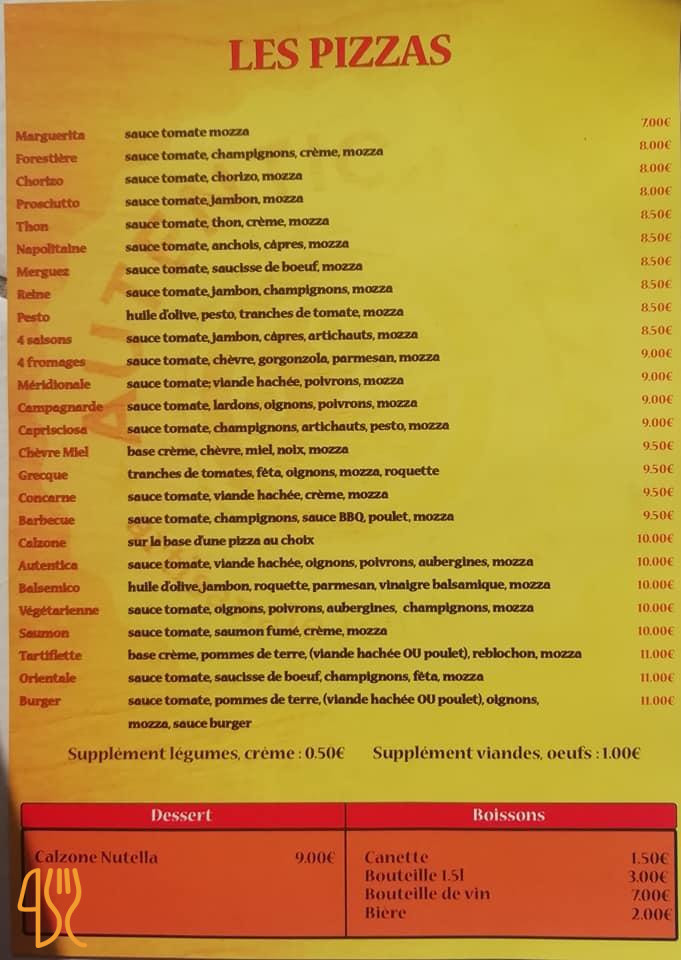 LES PIZZAS
Marguerita sauce tomate mozza 7.00€
Forestière sauce tomate, champignons, crème, mozza 8.00€
Chorizo sauce tomate, chorizo, mozza 8.00€
Prosciutto sauce tomate, jambon, mozza 8.00€
Thon sauce tomate, thon, crème, mozza 8.50€
Napolitaine sauce tomate, anchois, câpres, mozza 8.50€
Merguez sauce tomate, saucisse de boeuf, mozza 8.50€
Reine sauce tomate, jambon, champignons, mozza 8.50€
Pesto huile d'olive, pesto, tranches de tomate, mozza 8.50€
4 saisons sauce tomate, jambon, câpres, artichauts, mozza 8.50€
4 fromages sauce tomate, chèvre, gorgonzola, parmesan, mozza 9.00€
Méridionale sauce tomate; viande hachée, poivrons, mozza 9.00€
Campagnarde sauce tomate, lardons, oignons, poivrons, mozza 9.00€
Caprisciosa sauce tomate, champignons, artichauts, pesto, mozza 9.00€
Chèvre Miel base crème, chèvre, miel, noix, mozza 9.50€
Grecque tranches de tomates, fêta, oignons, mozza, roquette 9.50€
Concarne sauce tomate, viande hachée, crème, mozza 9.50€
Barbecue sauce tomate, champignons, sauce BBQ, poulet, mozza 9.50€
Calzone sur la base d'une pizza au choix 10.00€
Autentica sauce tomate, viande hachée, oignons, poivrons, aubergines, mozza 10.00€
Balsemico huile d'olive, jambon, roquette, parmesan, vinaigre balsamique, mozza 10.00€
Végétarienne sauce tomate, oignons, poivrons, aubergines, champignons, mozza 10.00€
Saumon sauce tomate, saumon fumé, crème, mozza 10.00€
Tartiflette base crème, pommes de terre, (viande hachée OU poulet), reblochon, mozza 11.00€
Orientale sauce tomate, saucisse de boeuf, champignons, fêta, mozza 11.00€
Burger sauce tomate, pommes de terre, (viande hachée OU poulet), oignons, 11.00€
mozza, sauce burger
Supplément légumes, crème : 0.50€ Supplément viandes, oeufs : 1.00€
Dessert Boissons
Calzone Nutella 9.00€ Canette 1.50€
Bouteille 1.5l 3.00€
Bouteille de vin 7.00€
Bière 2.00€